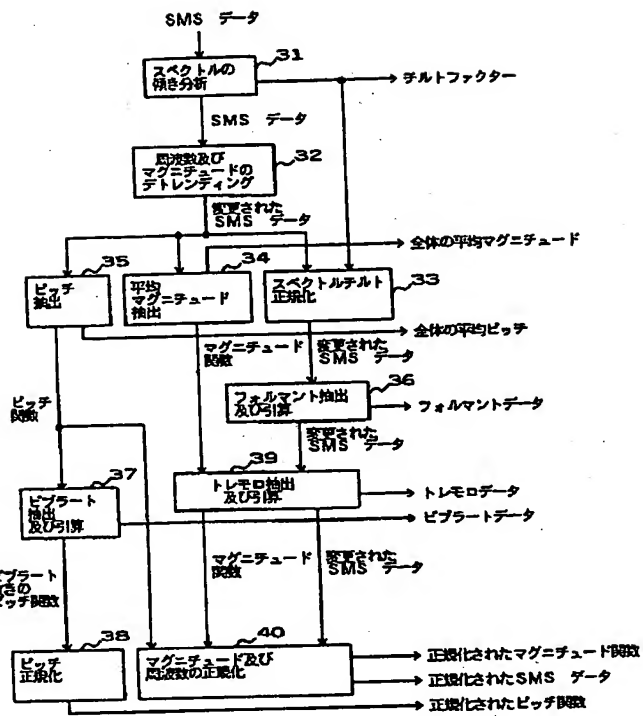 SMS データ
31
スペクトルの
傾き分析
チルトファクター
SMS データ
32
周波数及び
マグニチュードの
デトレンディング
変更された
SMS データ
35
34
全体の平均マグニチュード
ピッチ
抽出
平均
マグニチュード
抽出
スペクトルチルト
正規化
33
全体の平均ピッチ
マグニチュード
関数
変更された
SMS データ
36
ピッチ
関数
フォルマント抽出
及び引算
フォルマントデータ
変更された
SMS データ
39
37
トレモロ抽出
及び引算
トレモロデータ
ビブラート
抽出
及び引算
ビブラートデータ
マグニチュード
関数
変更された
SMS データ
ビブラート
抜きの
ピッチ関数
38
40
ピッチ
正規化
マグニチュード及び
周波数の正規化
正規化されたマグニチュード関数
正規化されたSMS データ
正規化されたピッチ関数